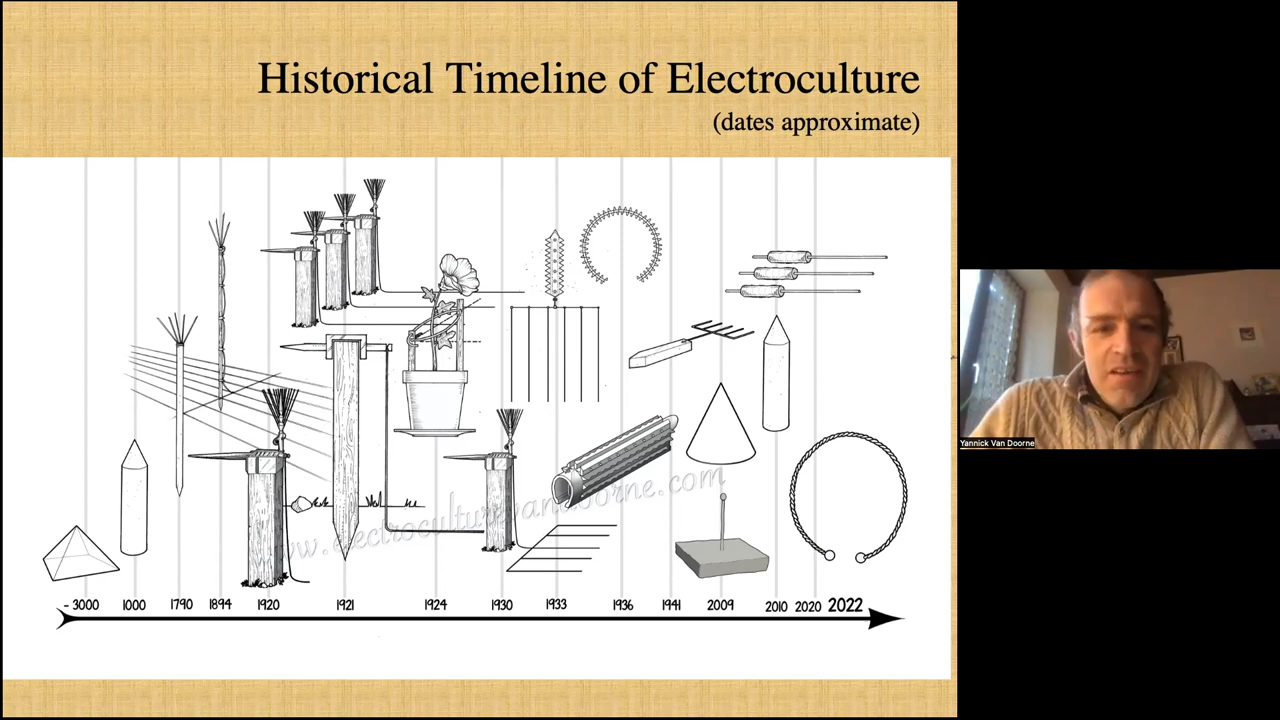 Historical Timeline of Electroculture
(dates approximate)
www.electroculturevandoorne.com
- 3000 1000 1790 1894 1920 1921 1924 1930 1933 1936 1941 2009 2010 2020 2022
Yannick Van Doorne